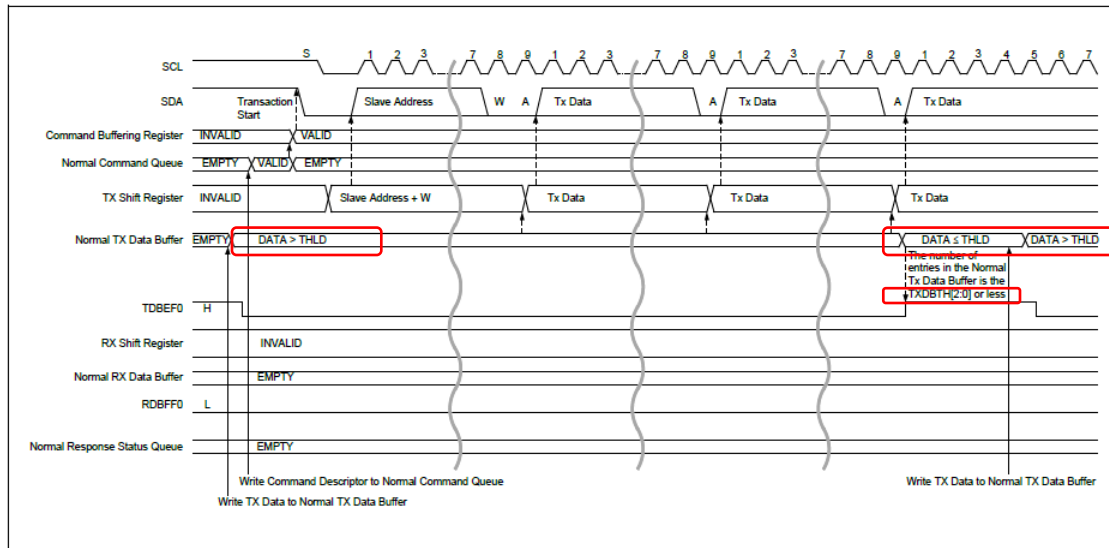 S 1 2 3 7 8 9 1 2 3 7 8 9 1 2 3 7 8 9 1 2 3 4 5 6 7
SCL
SDA Transaction Start Slave Address W A Tx Data A Tx Data A Tx Data
Command Buffering Register INVALID VALID
Normal Command Queue EMPTY VALID EMPTY
TX Shift Register INVALID Slave Address + W Tx Data Tx Data Tx Data
Normal TX Data Buffer EMPTY DATA > THLD DATA ≤ THLD DATA > THLD
The number of
entries in the Normal
Tx Data Buffer is the
TXDBTH[2:0] or less
TDBEF0 H
RX Shift Register INVALID
Normal RX Data Buffer EMPTY
RDBFF0 L
Normal Response Status Queue EMPTY
Write Command Descriptor to Normal Command Queue Write TX Data to Normal TX Data Buffer
Write TX Data to Normal TX Data Buffer